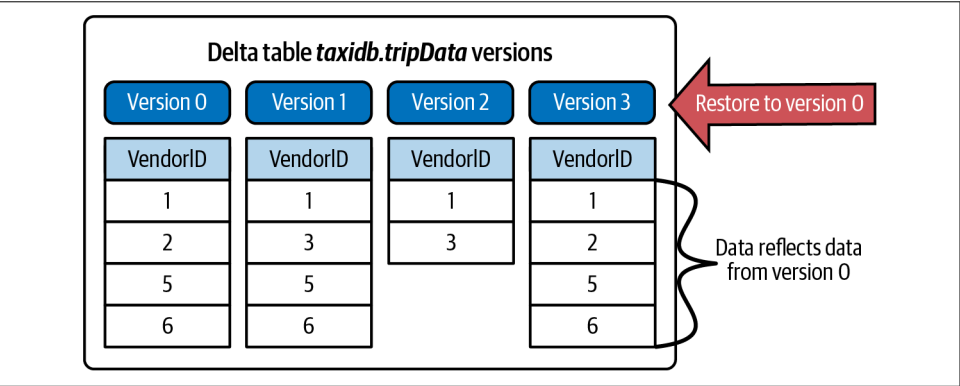 Delta table taxidb.tripData versions
Version 0
Version 1
Version 2
Version 3
Restore to version 0
VendorID
VendorID
VendorID
VendorID
1
1
1
1
2
3
3
2
5
5
5
6
6
6
Data reflects data
from version 0